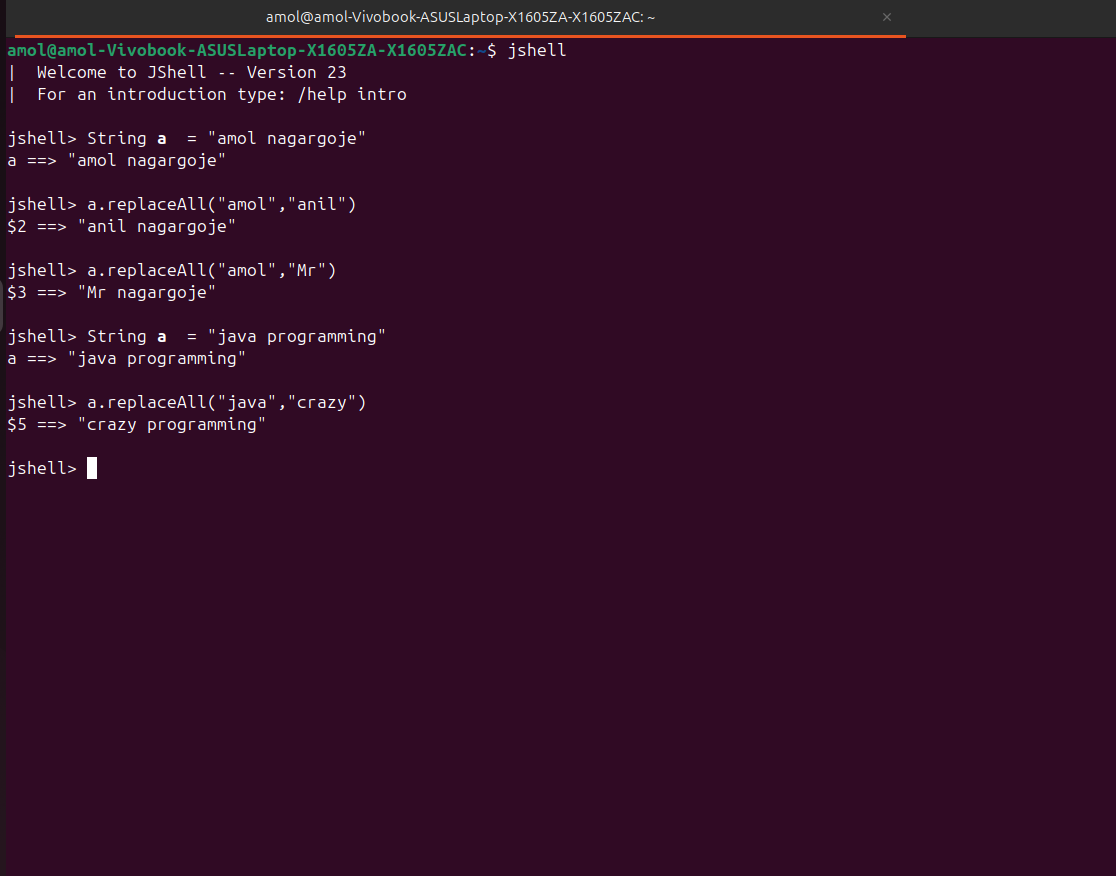 amol@amol-Vivobook-ASUSLaptop-X1605ZA-X1605ZAC: ~
amol@amol-Vivobook-ASUSLaptop-X1605ZA-X1605ZAC:~$ jshell
|  Welcome to JShell -- Version 23
|  For an introduction type: /help intro
jshell> String a  = "amol nagargoje"
a ==> "amol nagargoje"
jshell> a.replaceAll("amol","anil")
$2 ==> "anil nagargoje"
jshell> a.replaceAll("amol","Mr")
$3 ==> "Mr nagargoje"
jshell> String a  = "java programming"
a ==> "java programming"
jshell> a.replaceAll("java","crazy")
$5 ==> "crazy programming"
jshell>